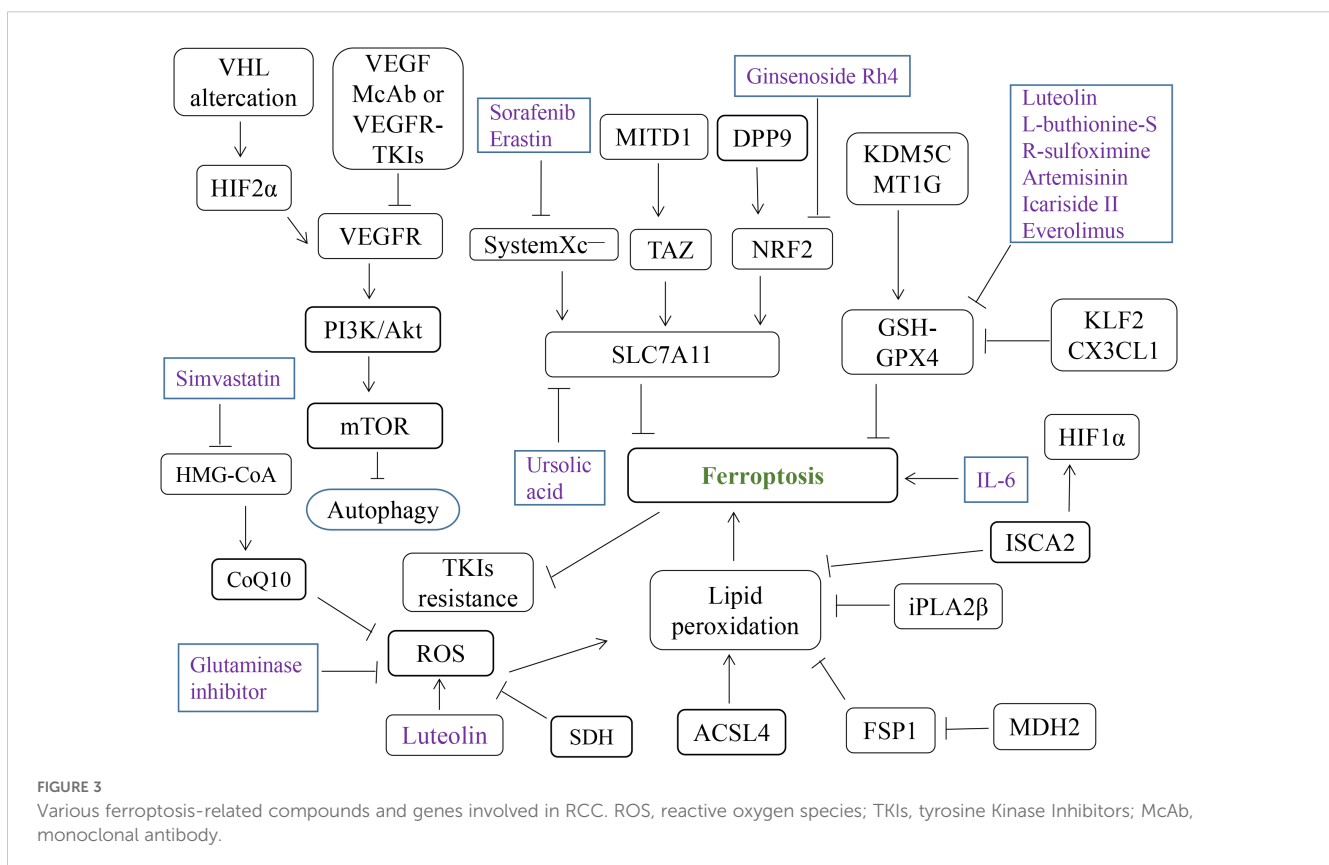 VHL
altercation
VEGF
McAb or
VEGFR-
TKIs
Sorafenib
Erastin
MITD1
Ginsenoside Rh4
DPP9
KDM5C
MT1G
Luteolin
L-buthionine-S
R-sulfoximine
Artemisinin
Icariside II
Everolimus
HIF2α
VEGFR
SystemXc—
TAZ
NRF2
PI3K/Akt
SLC7A11
GSH-
GPX4
KLF2
CX3CL1
Simvastatin
mTOR
HMG-CoA
Autophagy
Ursolic
acid
Ferroptosis
IL-6
HIF1α
ISCA2
CoQ10
TKIs
resistance
Lipid
peroxidation
iPLA2β
Glutaminase
inhibitor
ROS
Luteolin
SDH
ACSL4
FSP1
MDH2
FIGURE 3
Various ferroptosis-related compounds and genes involved in RCC. ROS, reactive oxygen species; TKIs, tyrosine Kinase Inhibitors; McAb,
monoclonal antibody.